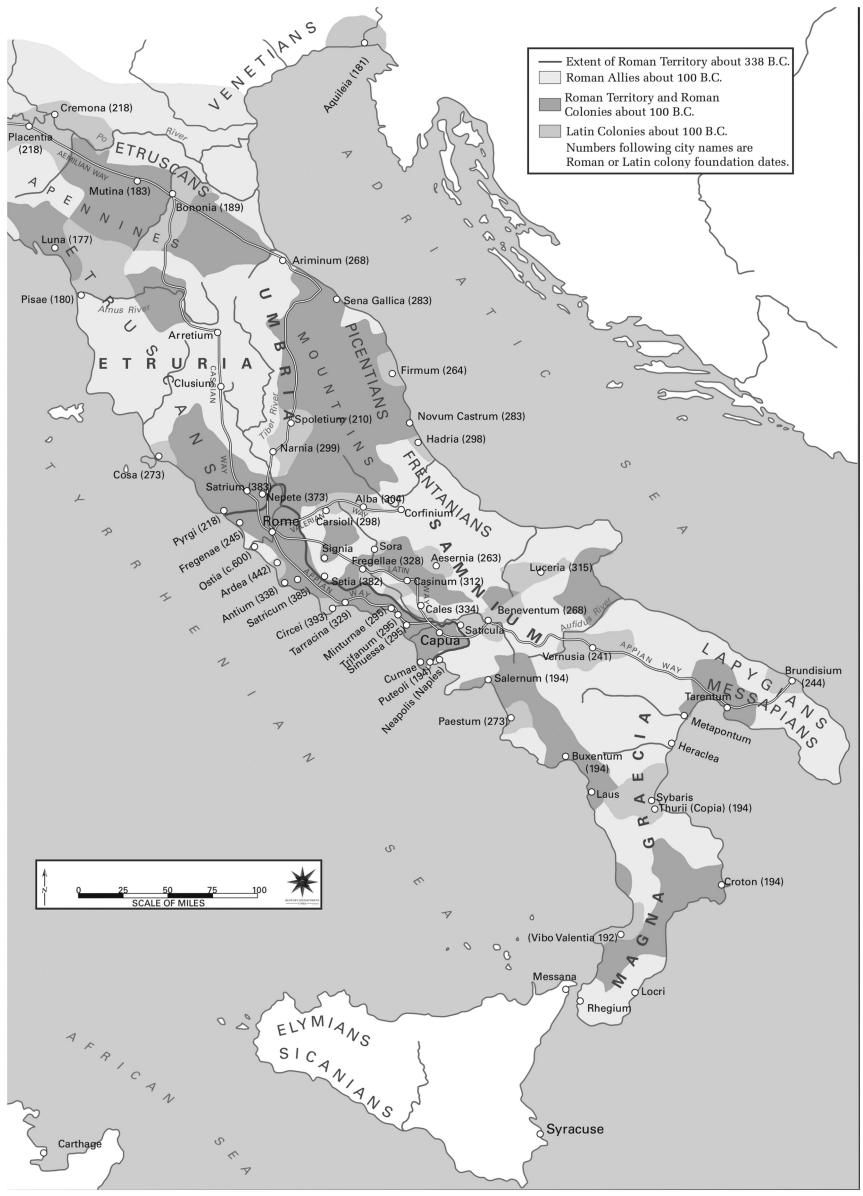 VENETIANS
Aquileia (181)
Extent of Roman Territory about 338 B.C.
Roman Allies about 100 B.C.
Roman Territory and Roman
Colonies about 100 B.C.
Latin Colonies about 100 B.C.
Numbers following city names are
Roman or Latin colony foundation dates.
Cremona (218)
Placentia
(218)
Po
River
ETRUSCANS
AEMILIAN WAY
Mutina (183)
Bononia (189)
APENNINES
MOUNTAINS
ADRIATIC
SEA
Luna (177)
Ariminum (268)
Pisae (180)
Sena Gallica (283)
Arnus River
ETRUSCANS
UMBRIA
PICENTIANS
Arretium
ETRURIA
CASSIAN
WAY
Clusium
Firmum (264)
Tiber River
Spoletium (210)
Novum Castrum (283)
Hadria (298)
Narnia (299)
Cosa (273)
FRENTANIANS
Satrium (383)
Nepete (373)
Alba (304)
Corfinium
Pyrgi (218)
Rome
VALERIAN
WAY
Carsioli (298)
Fregenae (245)
Signia
Sora
SAMNIUM
Ostia (c.600)
Fregellae (328)
Aesernia (263)
Luceria (315)
Ardea (442)
Setia (382)
LATIN
WAY
Casinum (312)
Antium (338)
APPIAN
WAY
Satricum (385)
Cales (334)
Beneventum (268)
Aufidus River
Circei (393)
Tarracina (329)
Minturnae (295)
Trifanum (295)
Sinuessa (295)
Capua
Saticula
Venusia (241)
APPIAN WAY
LAPYGIANS
MESSAPIANS
Brundisium
(244)
Cumae
Puteoli (194)
Neapolis (Naples)
Salernum (194)
Tarentum
Metapontum
Paestum (273)
Heraclea
Buxentum
(194)
MAGNA GRAECIA
Laus
Sybaris
Thurii (Copia) (194)
TYRRHENIAN
SEA
N
0 25 50 75 100
SCALE OF MILES
Croton (194)
(Vibo Valentia 192)
Messana
Locri
Rhegium
ELYMIANS
SICANIANS
AFRICAN
SEA
Carthage
Syracuse